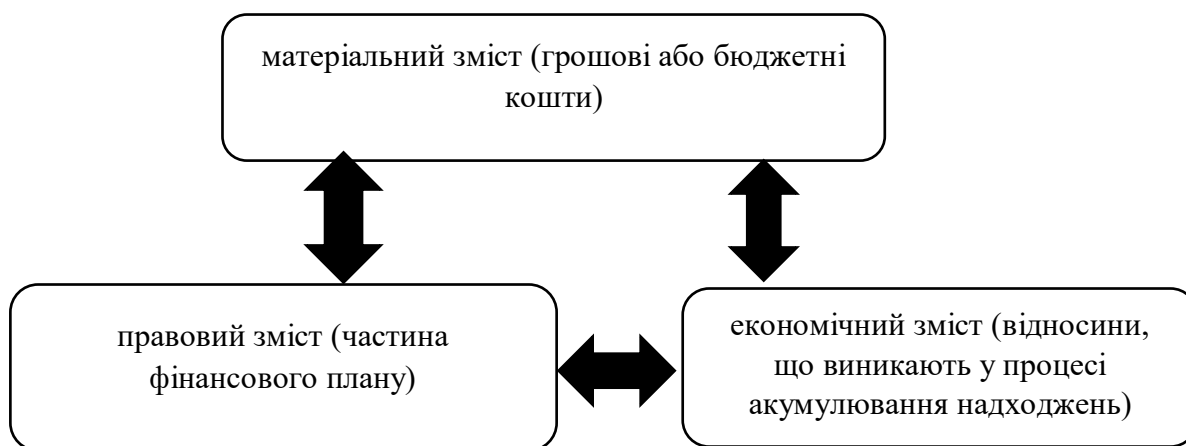 матеріальний зміст (грошові або бюджетні
кошти)
правовий зміст (частина
фінансового плану)
економічний зміст (відносини,
що виникають у процесі
акумулювання надходжень)